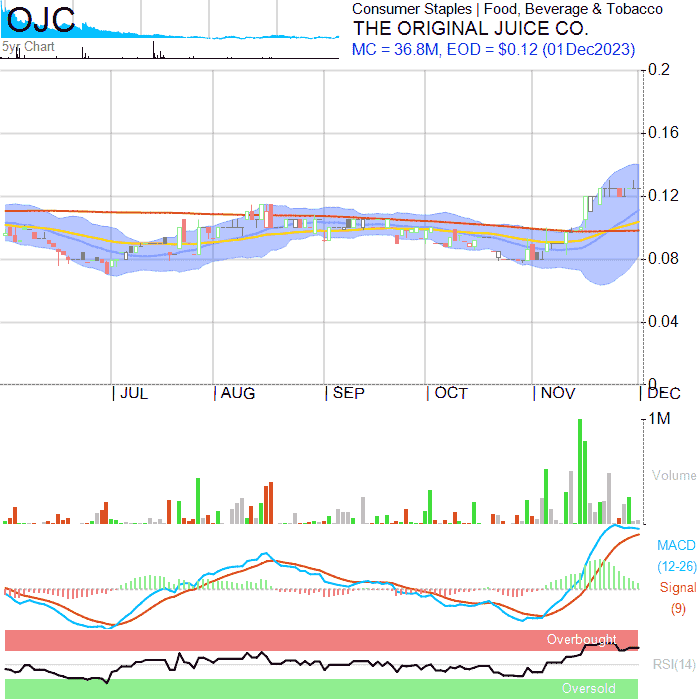 OJC
5yr Chart
Consumer Staples | Food, Beverage & Tobacco
THE ORIGINAL JUICE CO.
MC = 36.8M, EOD = $0.12 (01Dec2023)
0.2
0.16
0.12
0.08
0.04
0
JUL
AUG
SEP
OCT
NOV
DEC
1M
Volume
MACD
(12-26)
Signal
(9)
Overbought
RSI(14)
Oversold